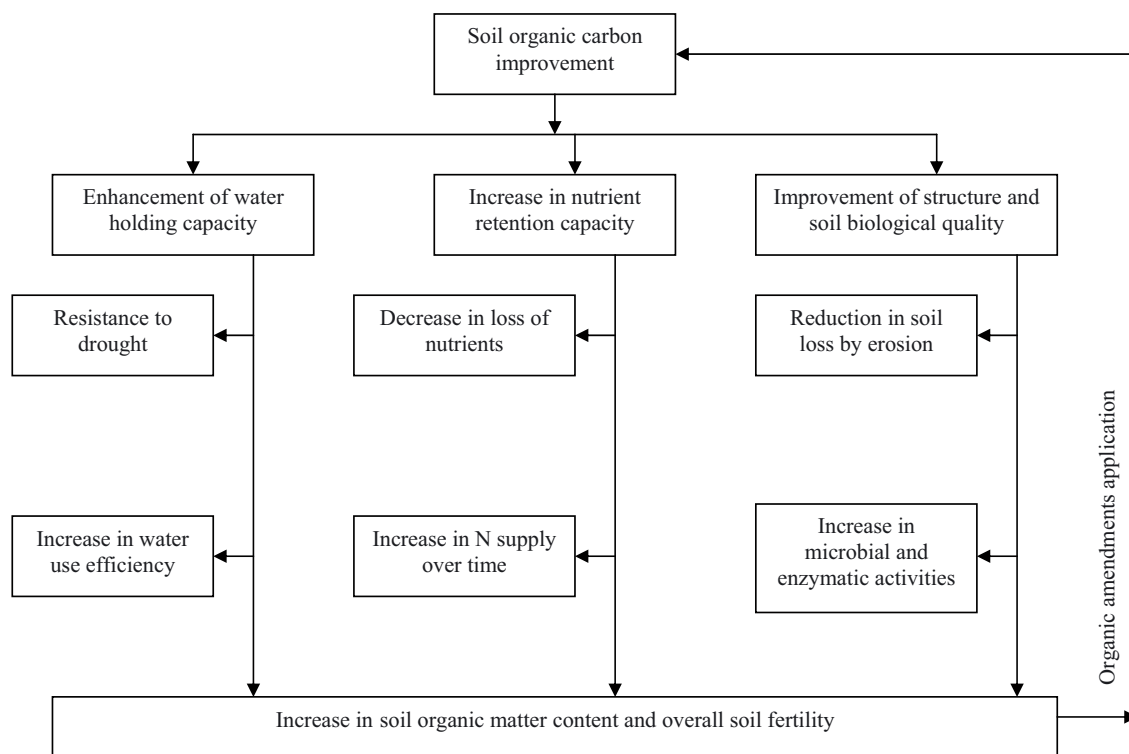 Soil organic carbon
improvement
Enhancement of water
holding capacity
Increase in nutrient
retention capacity
Improvement of structure and
soil biological quality
Resistance to
drought
Decrease in loss of
nutrients
Reduction in soil
loss by erosion
Increase in water
use efficiency
Increase in N supply
over time
Increase in
microbial and
enzymatic activities
Organic amendments application
Increase in soil organic matter content and overall soil fertility